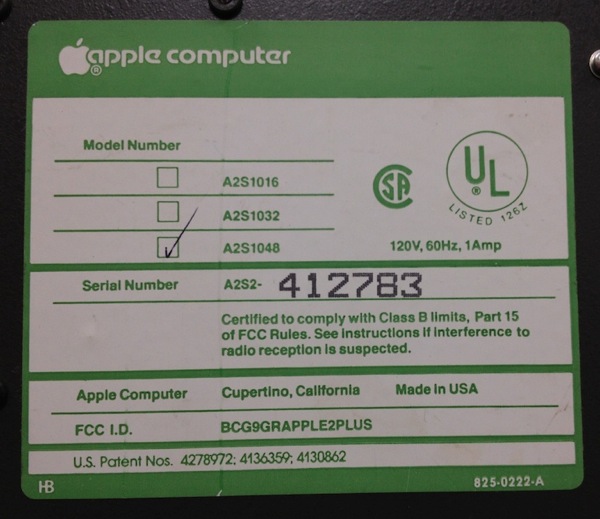 apple computer
®
Model Number
A2S1016
A2S1032
A2S1048
SA
UL
®
LISTED 126Z
120V, 60Hz, 1Amp
Serial Number A2S2- 412783
Certified to comply with Class B limits, Part 15
of FCC Rules. See instructions if interference to
radio reception is suspected.
Apple Computer Cupertino, California Made in USA
FCC I.D. BCG9GRAPPLE2PLUS
U.S. Patent Nos. 4278972; 4136359; 4130862
HB 825-0222-A